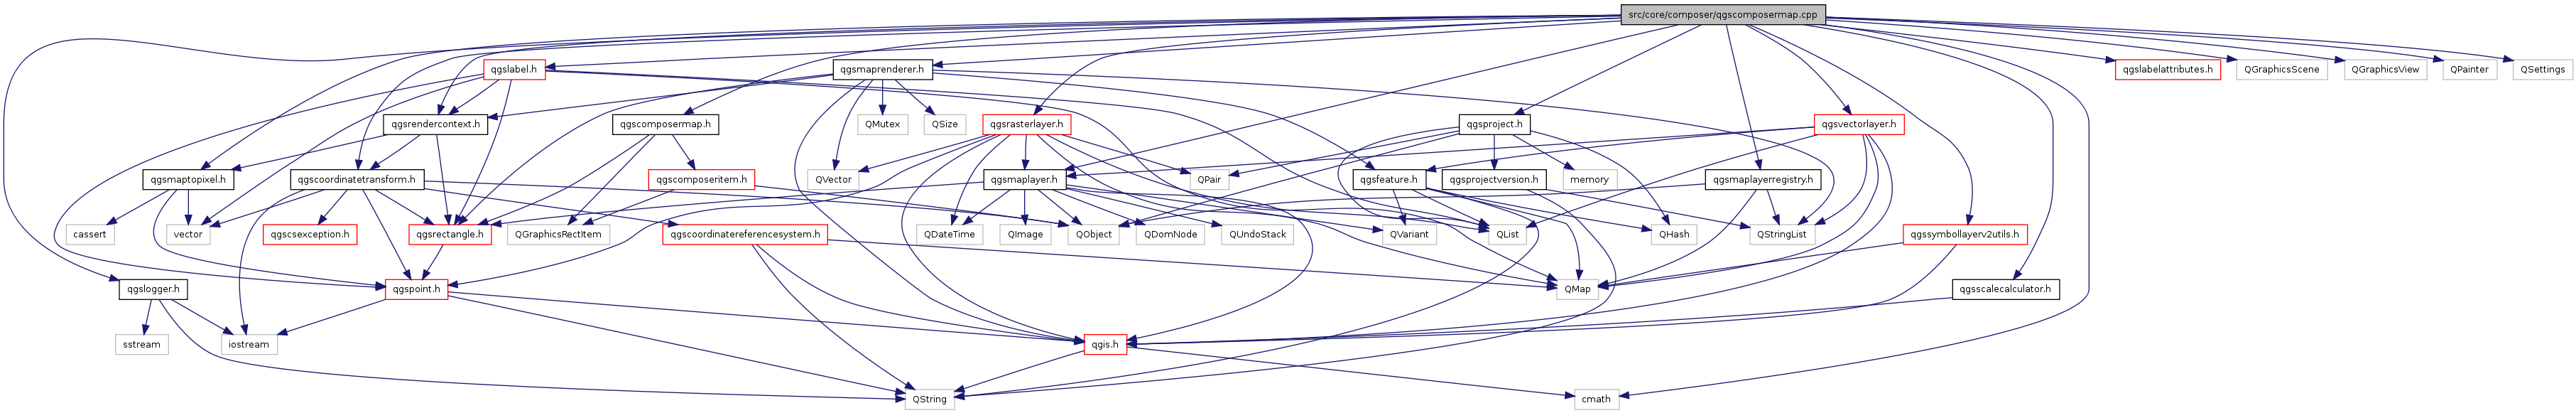 src/core/composer/qgscomposermap.cpp
qgslabel.h
qgsmaprenderer.h
qgslabelattributes.h
QGraphicsScene
QGraphicsView
QPainter
QSettings
qgsrendercontext.h
qgscomposermap.h
QMutex
QSize
qgsrasterlayer.h
qgsproject.h
qgsvectorlayer.h
qgsmaptopixel.h
qgscoordinatetransform.h
qgscomposeritem.h
QVector
qgsmaplayer.h
QPair
qgsfeature.h
qgsprojectversion.h
memory
qgsmaplayerregistry.h
cassert
vector
qgscsexception.h
qgsrectangle.h
QGraphicsRectItem
qgscoordinatereferencesystem.h
QDateTime
QImage
QObject
QDomNode
QUndoStack
QVariant
QList
QHash
QStringList
qgssymbollayerv2utils.h
qgslogger.h
qgspoint.h
QMap
qgsscalecalculator.h
sstream
iostream
qgis.h
QString
cmath